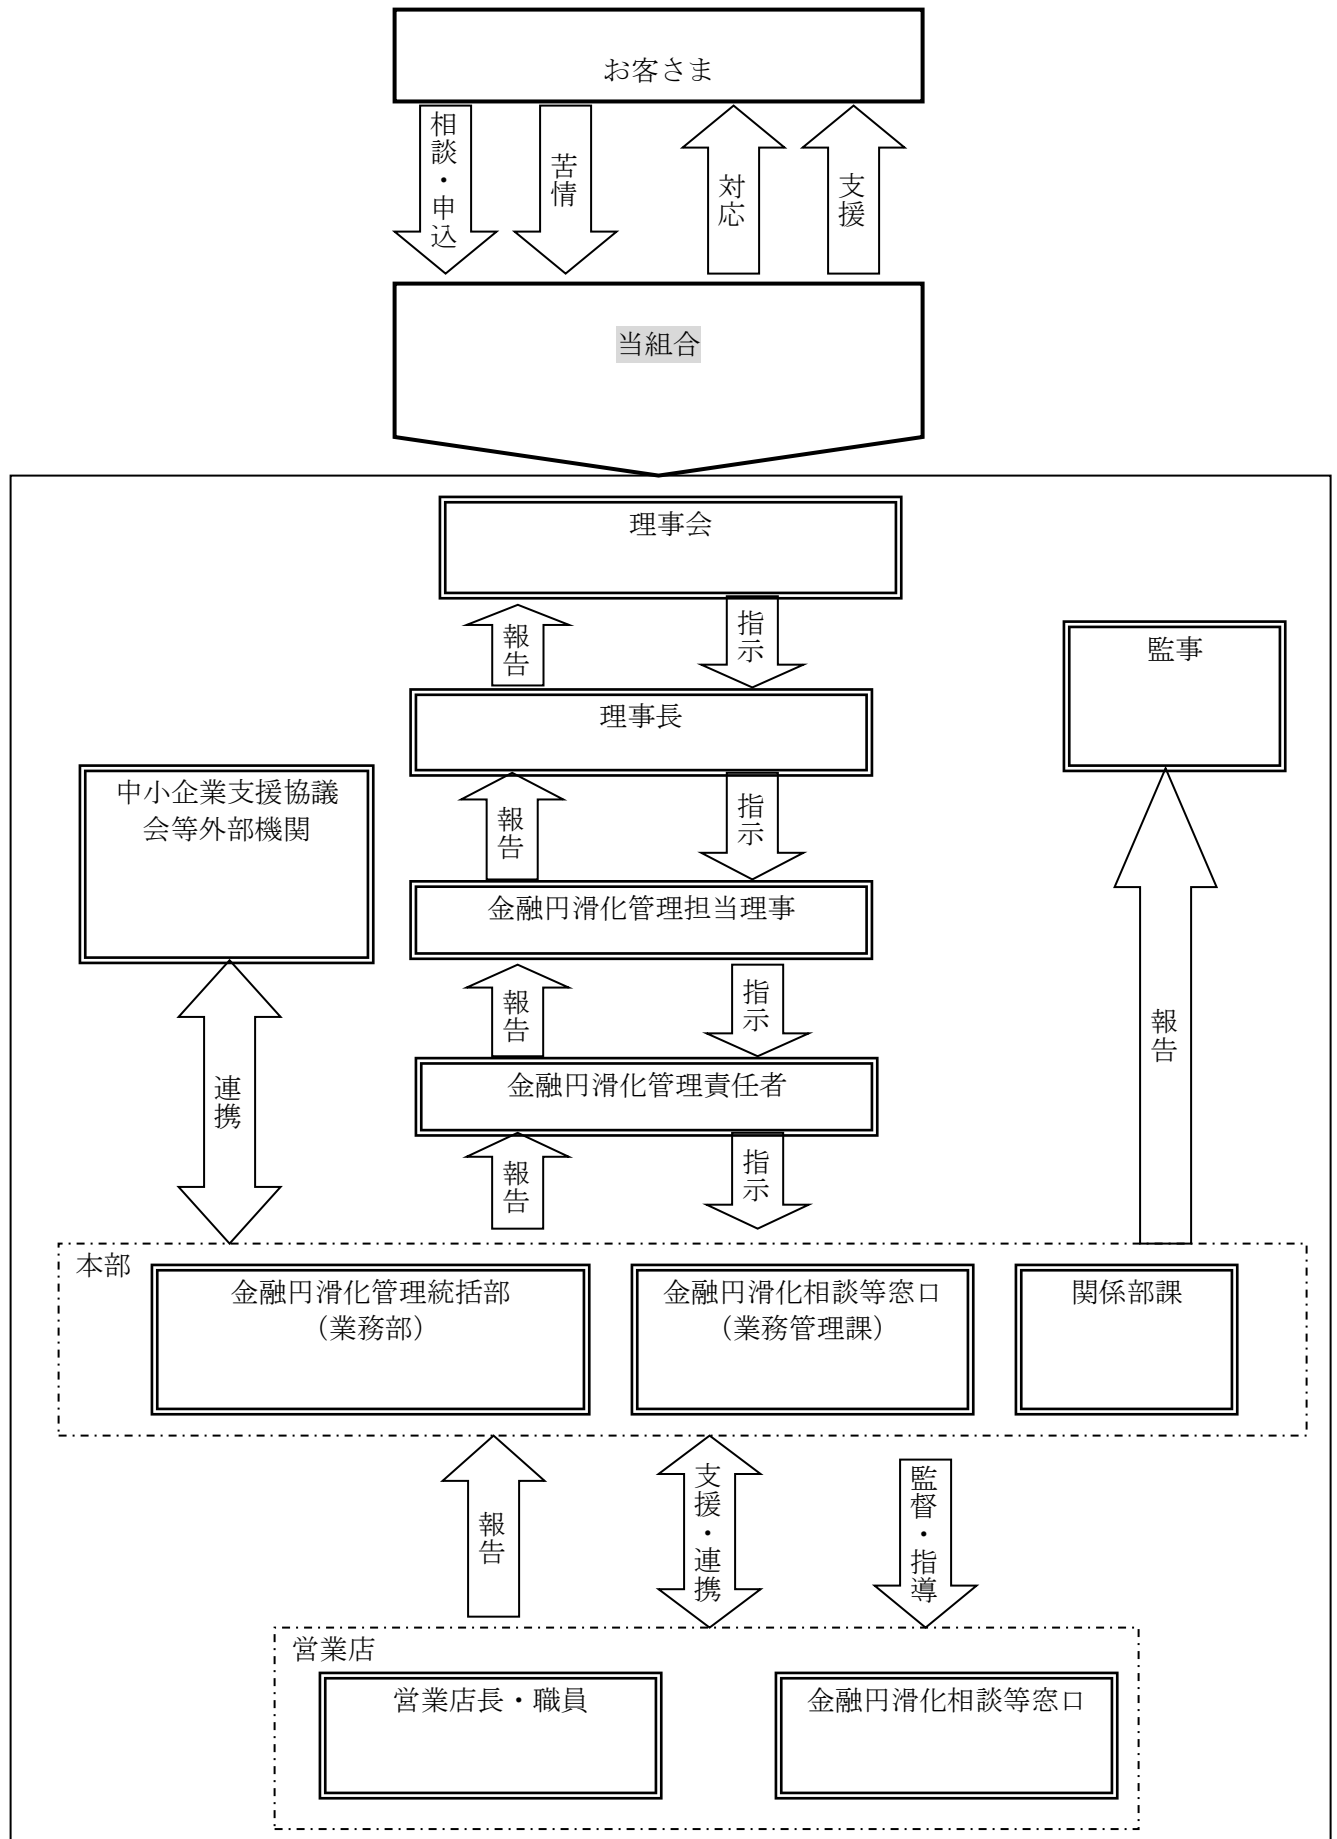 お客さま
相談・申込
苦情
対応
支援
当組合
理事会
報告
指示
監事
理事長
中小企業支援協議
会等外部機関
報告
指示
金融円滑化管理担当理事
報告
指示
報告
連携
金融円滑化管理責任者
報告
指示
本部
金融円滑化管理統括部
（業務部）
金融円滑化相談等窓口
（業務管理課）
関係部課
報告
支援・連携
監督・指導
営業店
営業店長・職員
金融円滑化相談等窓口